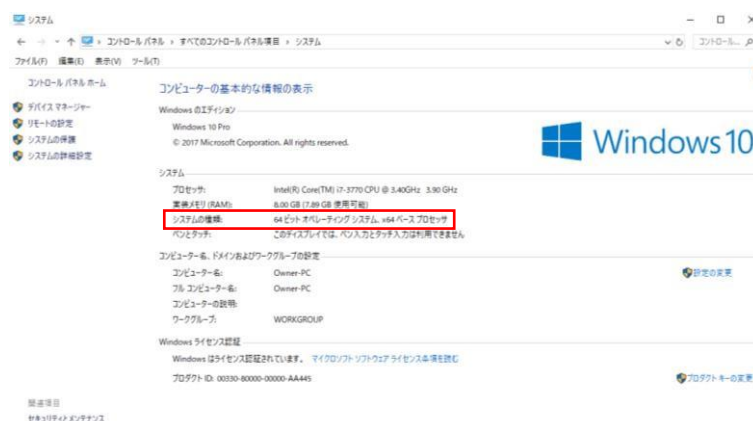 システム
コントロール パネル › すべてのコントロール パネル項目 › システム
コントロール...
ファイル(F) 編集(E) 表示(V) ツール(T)
コントロール パネル ホーム
デバイス マネージャー
リモートの設定
システムの保護
システムの詳細設定
コンピューターの基本的な情報の表示
Windows のエディション
Windows 10 Pro
© 2017 Microsoft Corporation. All rights reserved.
Windows 10
システム
プロセッサ: Intel(R) Core(TM) i7-3770 CPU @ 3.40GHz 3.90 GHz
実装メモリ (RAM): 8.00 GB (7.89 GB 使用可能)
システムの種類: 64 ビット オペレーティング システム、x64 ベース プロセッサ
ペンとタッチ: このディスプレイでは、ペン入力とタッチ入力は利用できません
コンピューター名、ドメインおよびワークグループの設定
コンピューター名: Owner-PC
設定の変更
フル コンピューター名: Owner-PC
コンピューターの説明:
ワークグループ: WORKGROUP
Windows ライセンス認証
Windows はライセンス認証されています。 マイクロソフト ソフトウェア ライセンス条項を読む
プロダクト ID: 00330-80000-00000-AA445
プロダクト キーの変更
関連項目
セキュリティとメンテナンス